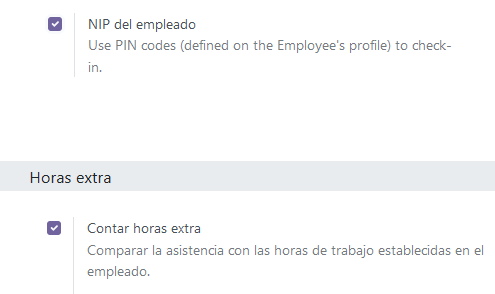 NIP del empleado
Use PIN codes (defined on the Employee's profile) to check-
in.
Horas extra
Contar horas extra
Comparar la asistencia con las horas de trabajo establecidas en el
empleado.